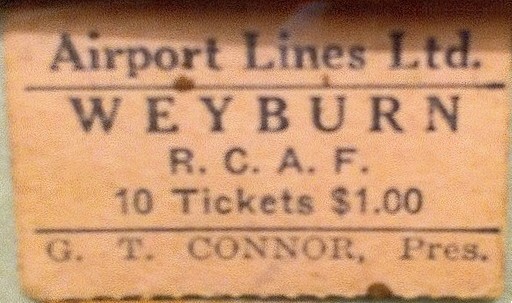 Airport Lines Ltd.
WEYBURN
R. C. A. F.
10 Tickets $1.00
G. T. CONNOR, Pres.